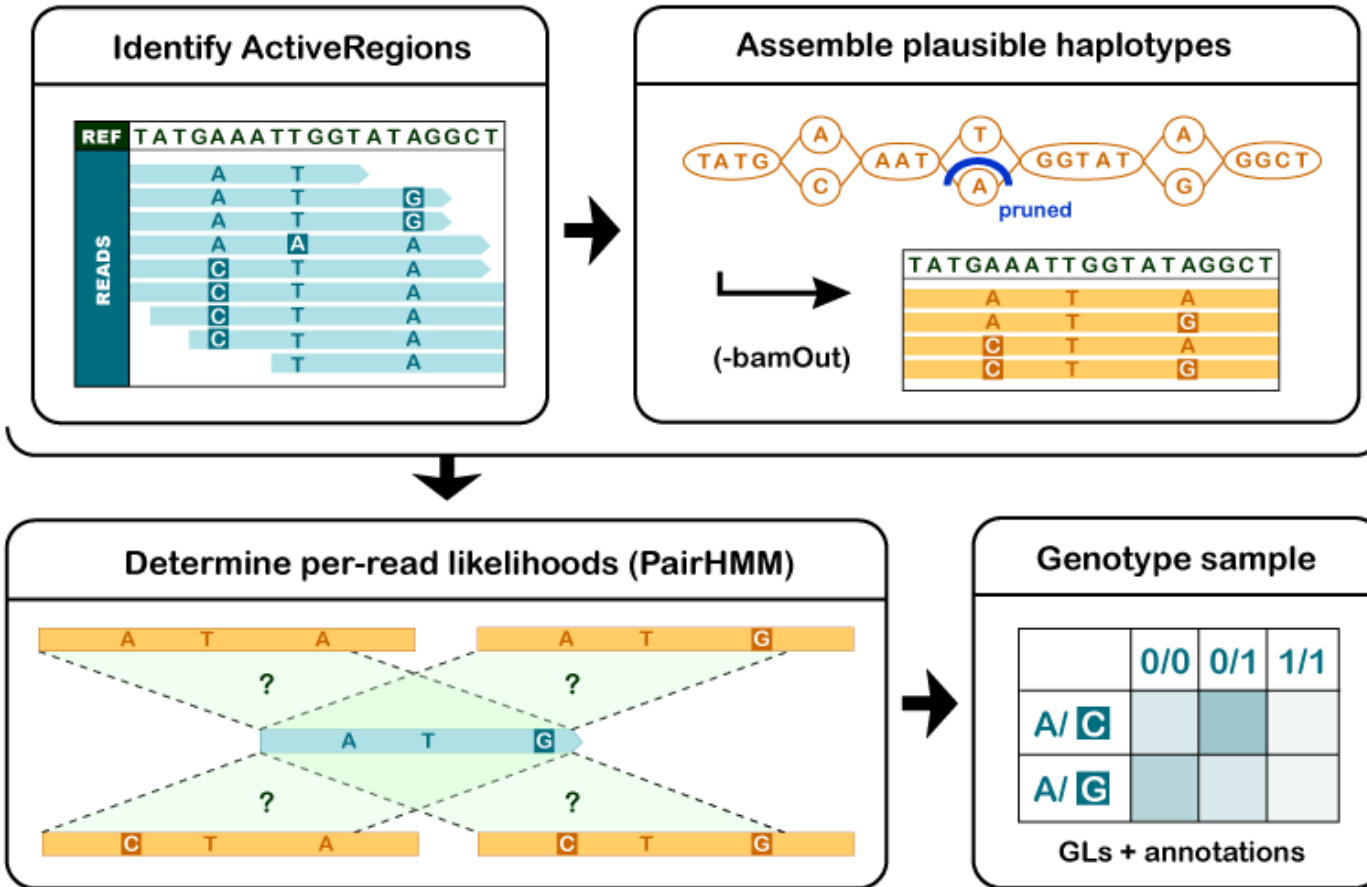 Identify ActiveRegions
REF TATGAAATTGGTATAGGCT
READS
A T
A T G
A T G
A A A
C T A
C T A
C T A
C T A
T A
Assemble plausible haplotypes
TATG A C AAT T A GGTAT A G GGCT
pruned
(-bamOut)
TATGAAATTGGTATAGGCT
A T A
A T G
C T A
C T G
Determine per-read likelihoods (PairHMM)
A T A A T G
? ?
A T G
? ?
C T A C T G
Genotype sample
0/0 0/1 1/1
A/ C
A/ G
GLs + annotations